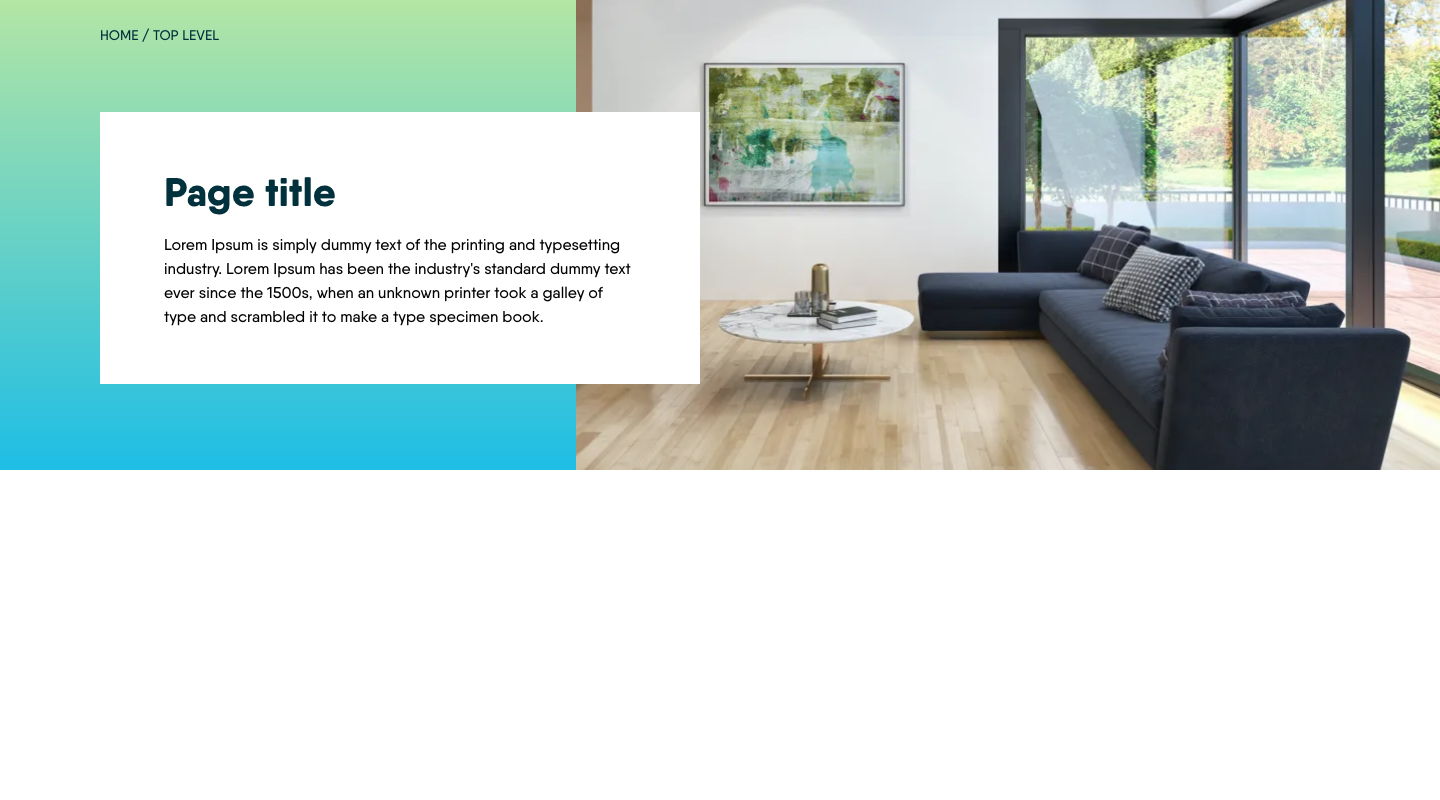 HOME / TOP LEVEL
Page title
Lorem Ipsum is simply dummy text of the printing and typesetting
industry. Lorem Ipsum has been the industry's standard dummy text
ever since the 1500s, when an unknown printer took a galley of
type and scrambled it to make a type specimen book.